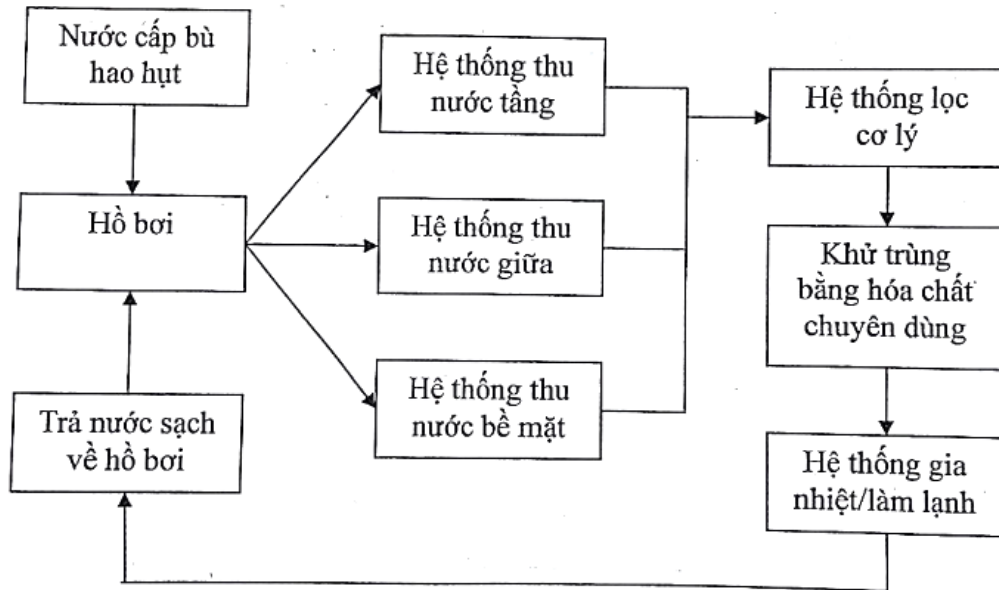 Nước cấp bù
hao hụt
Hệ thống thu
nước tầng
Hệ thống lọc
cơ lý
Hồ bơi
Hệ thống thu
nước giữa
Khử trùng
bằng hóa chất
chuyên dùng
Trả nước sạch
về hồ bơi
Hệ thống thu
nước bề mặt
Hệ thống gia
nhiệt/làm lạnh